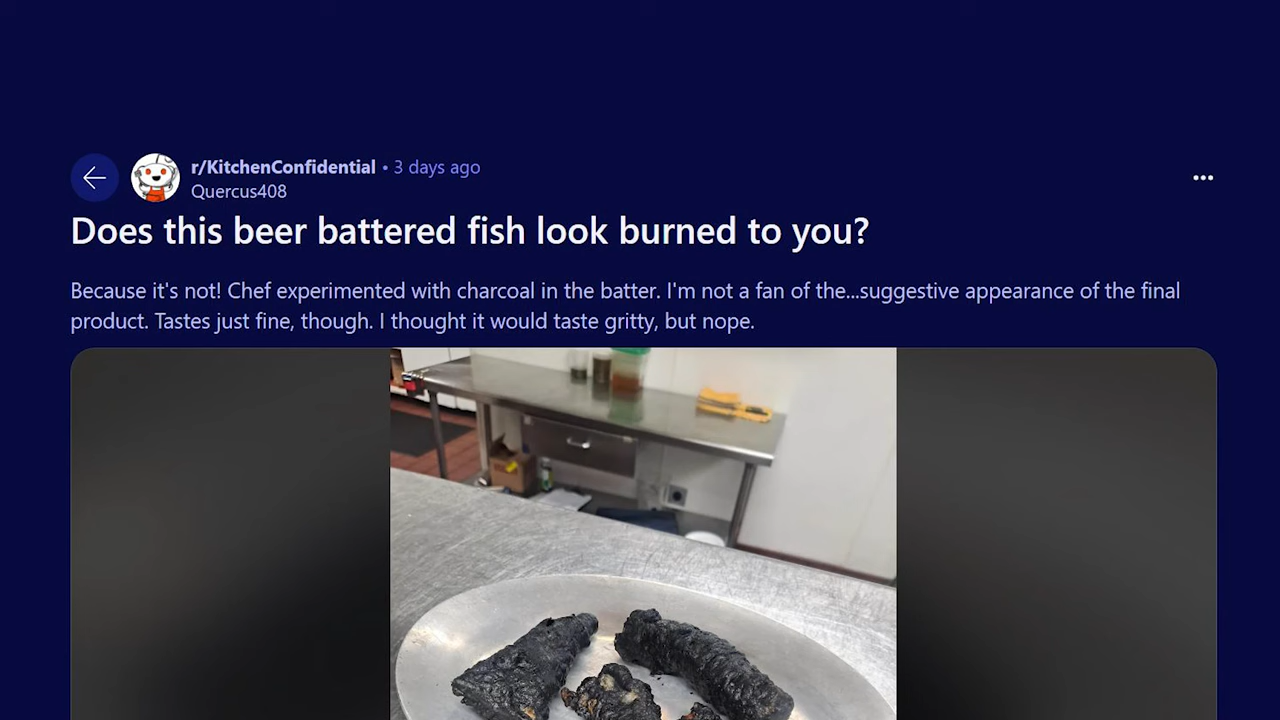 r/KitchenConfidential • 3 days ago
Quercus408
Does this beer battered fish look burned to you?
Because it's not! Chef experimented with charcoal in the batter. I'm not a fan of the...suggestive appearance of the final
product. Tastes just fine, though. I thought it would taste gritty, but nope.